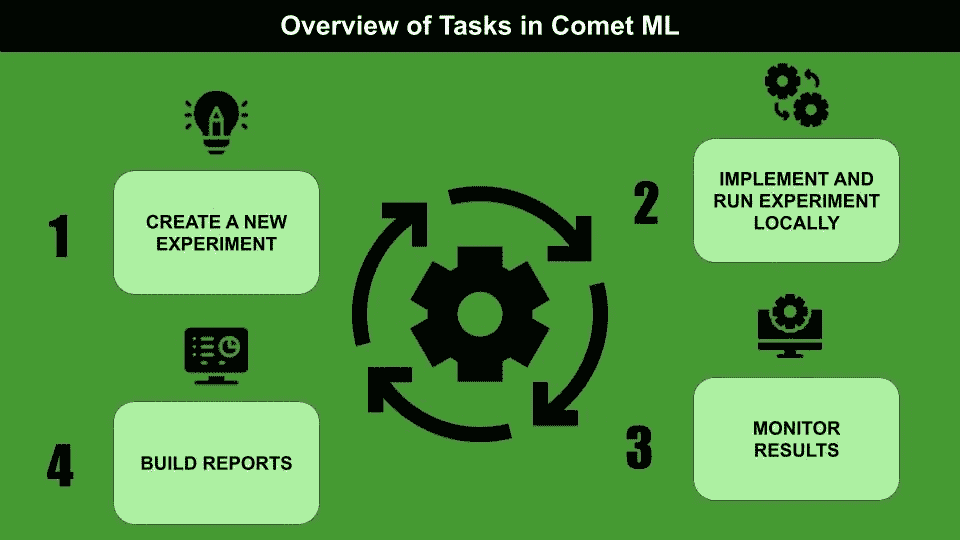 Overview of Tasks in Comet ML
1
CREATE A NEW
EXPERIMENT
2
IMPLEMENT AND
RUN EXPERIMENT
LOCALLY
3
MONITOR
RESULTS
4
BUILD REPORTS